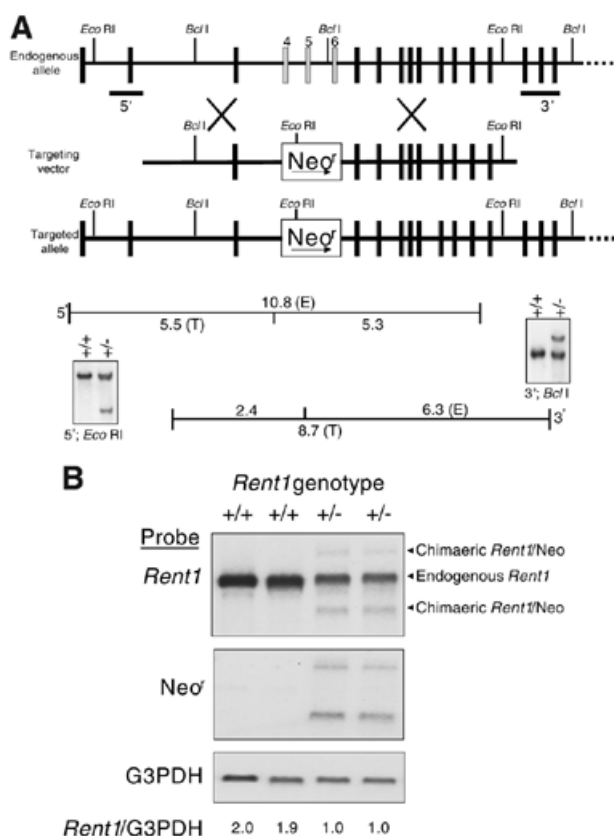 A
Eco RI Bcl I 4 5 6 Bcl I Eco RI Bcl I
Endogenous allele
5' 3'
Bcl I Eco RI Eco RI
Targeting vector
Neo^r
Eco RI Bcl I Eco RI Eco RI Bcl I
Targeted allele
Neo^r
5' 10.8 (E)
5.5 (T) 5.3
+/+ +/-
5'; Eco RI
+/+ +/-
3'; Bcl I
2.4 6.3 (E) 3'
8.7 (T)
B
Rent1 genotype
+/+ +/+ +/- +/-
Probe
Rent1
Chimaeric Rent1/Neo
Endogenous Rent1
Chimaeric Rent1/Neo
Neo^r
G3PDH
Rent1/G3PDH 2.0 1.9 1.0 1.0